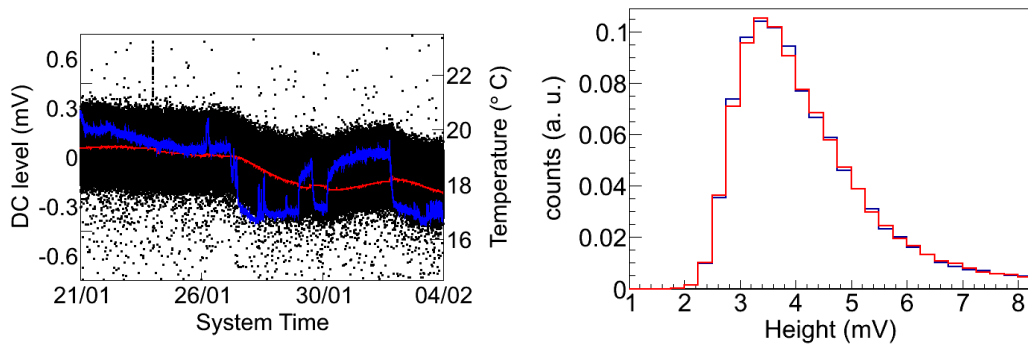 DC level (mV)
0.6
0.3
0
-0.3
-0.6
21/01 26/01 30/01 04/02
System Time
22
20
18
16
Temperature (° C)
counts (a. u.)
0.1
0.08
0.06
0.04
0.02
0
1 2 3 4 5 6 7 8
Height (mV)